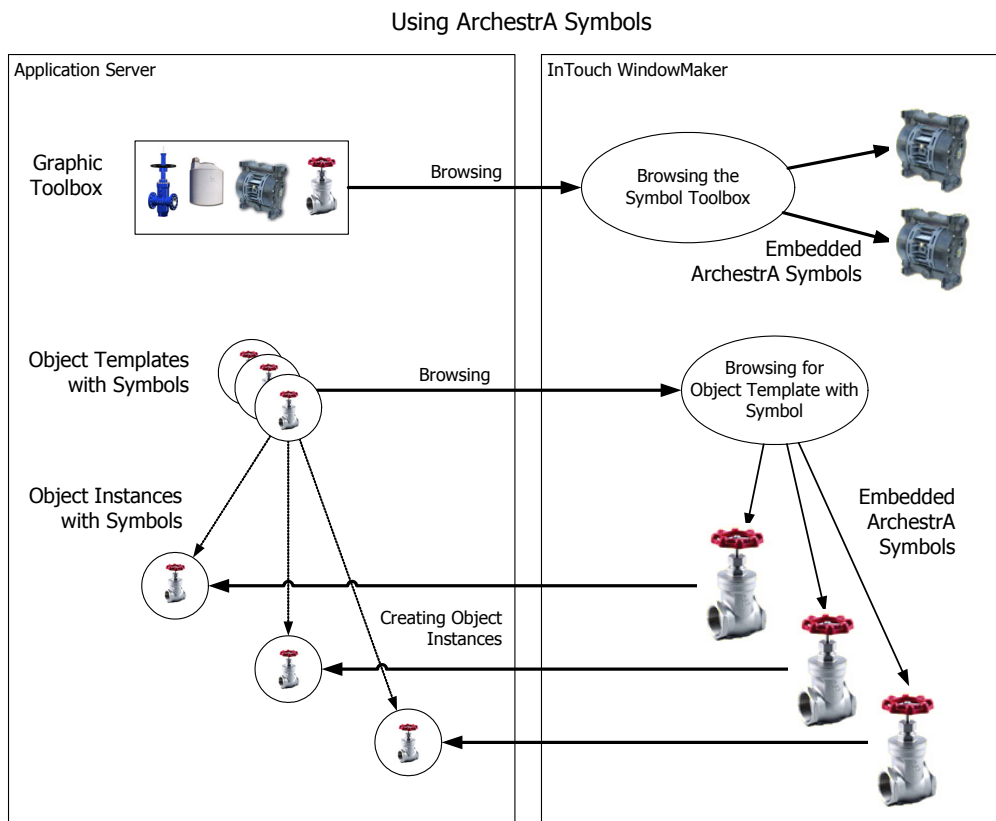 Using ArchestrA Symbols
Application Server
InTouch WindowMaker
Graphic
Toolbox
Browsing
Browsing the
Symbol Toolbox
Embedded
ArchestrA Symbols
Object Templates
with Symbols
Browsing
Browsing for
Object Template with
Symbol
Object Instances
with Symbols
Embedded
ArchestrA
Symbols
Creating Object
Instances